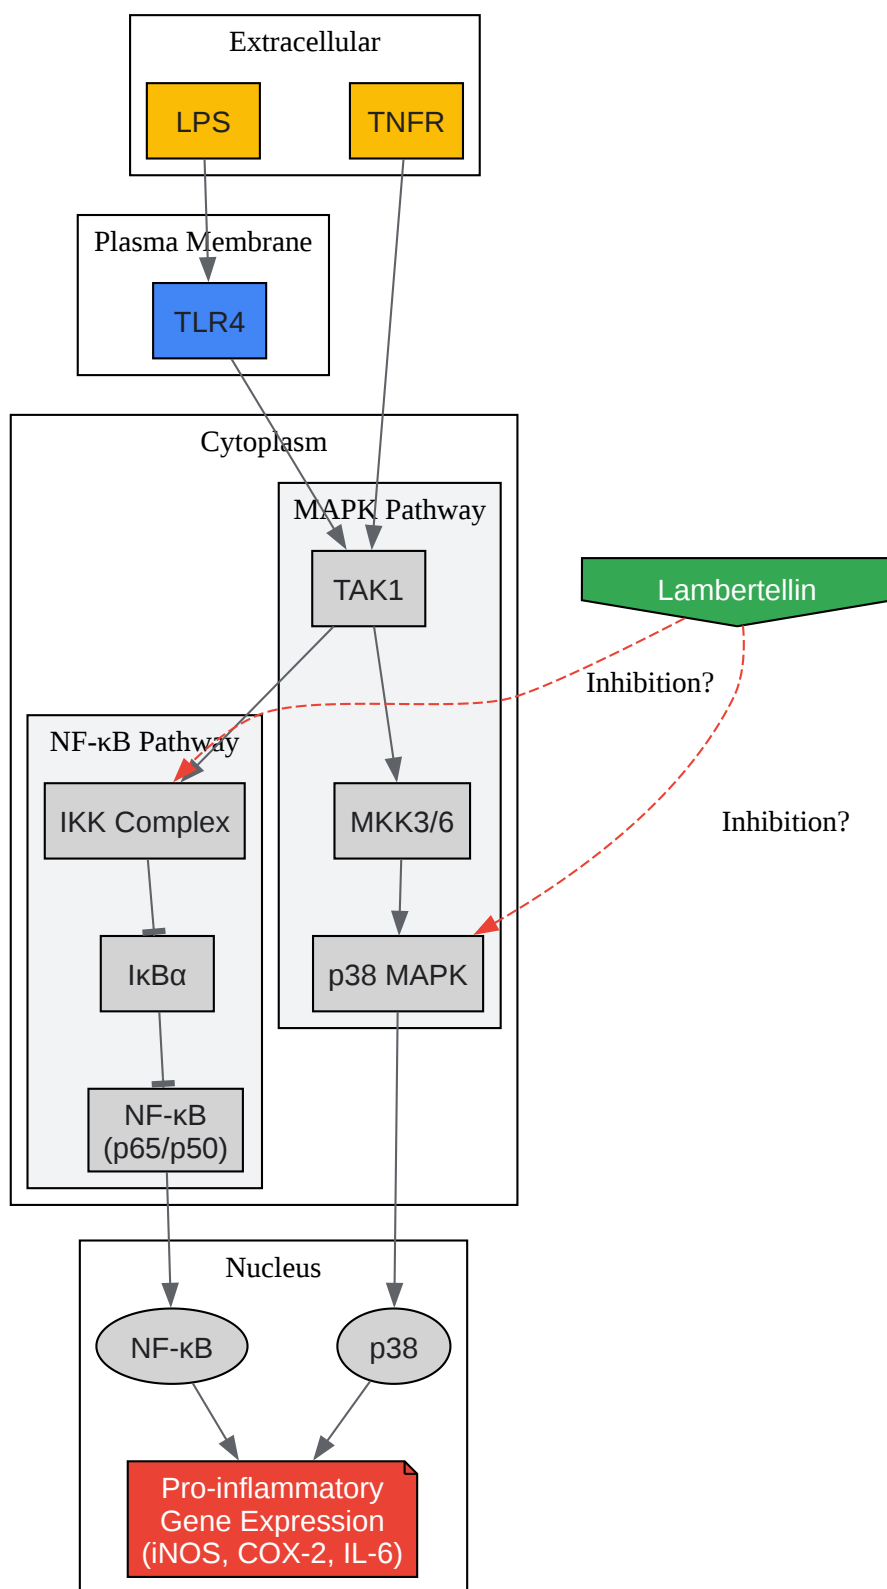 Extracellular
LPS
TNFR
Plasma Membrane
TLR4
Cytoplasm
MAPK Pathway
TAK1
Lambertellin
Inhibition?
NF-κB Pathway
IKK Complex
MKK3/6
Inhibition?
IκBα
p38 MAPK
NF-κB
(p65/p50)
Nucleus
NF-κB
p38
Pro-inflammatory
Gene Expression
(iNOS, COX-2, IL-6)